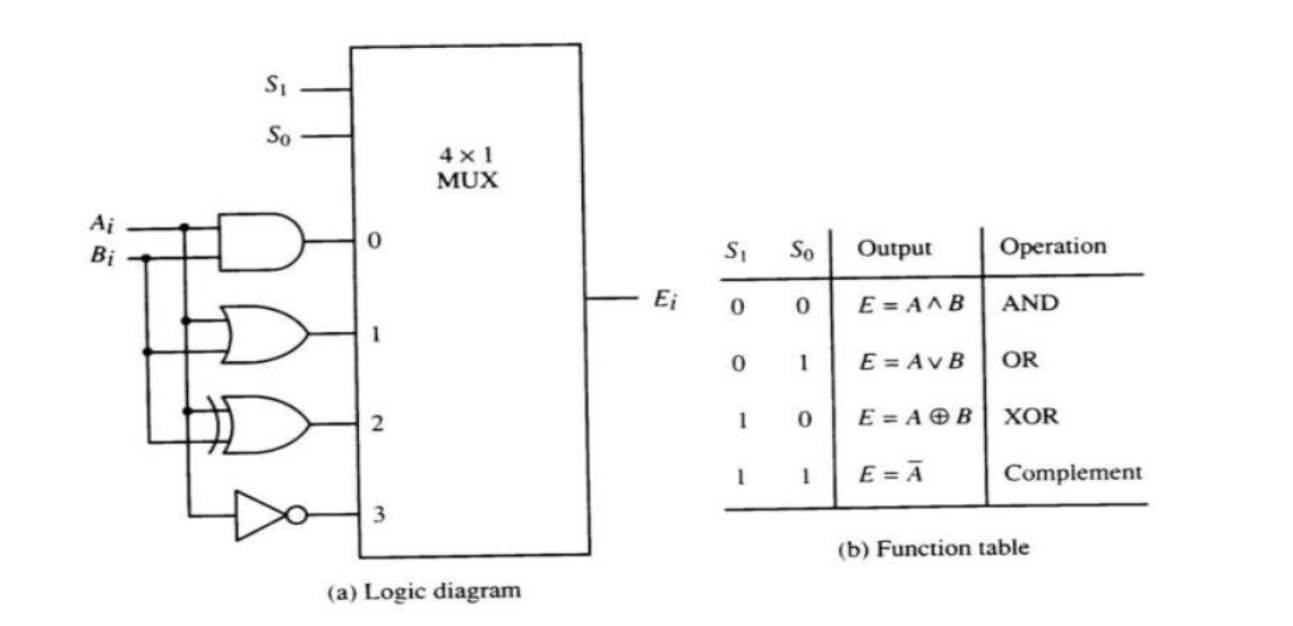 S₁
S₀
4 × 1
MUX
Aᵢ
Bᵢ
0
1
2
3
Eᵢ
(a) Logic diagram
S₁ S₀ Output Operation
0 0 E = A ∧ B AND
0 1 E = A ∨ B OR
1 0 E = A ⊕ B XOR
1 1 E = A̅ Complement
(b) Function table